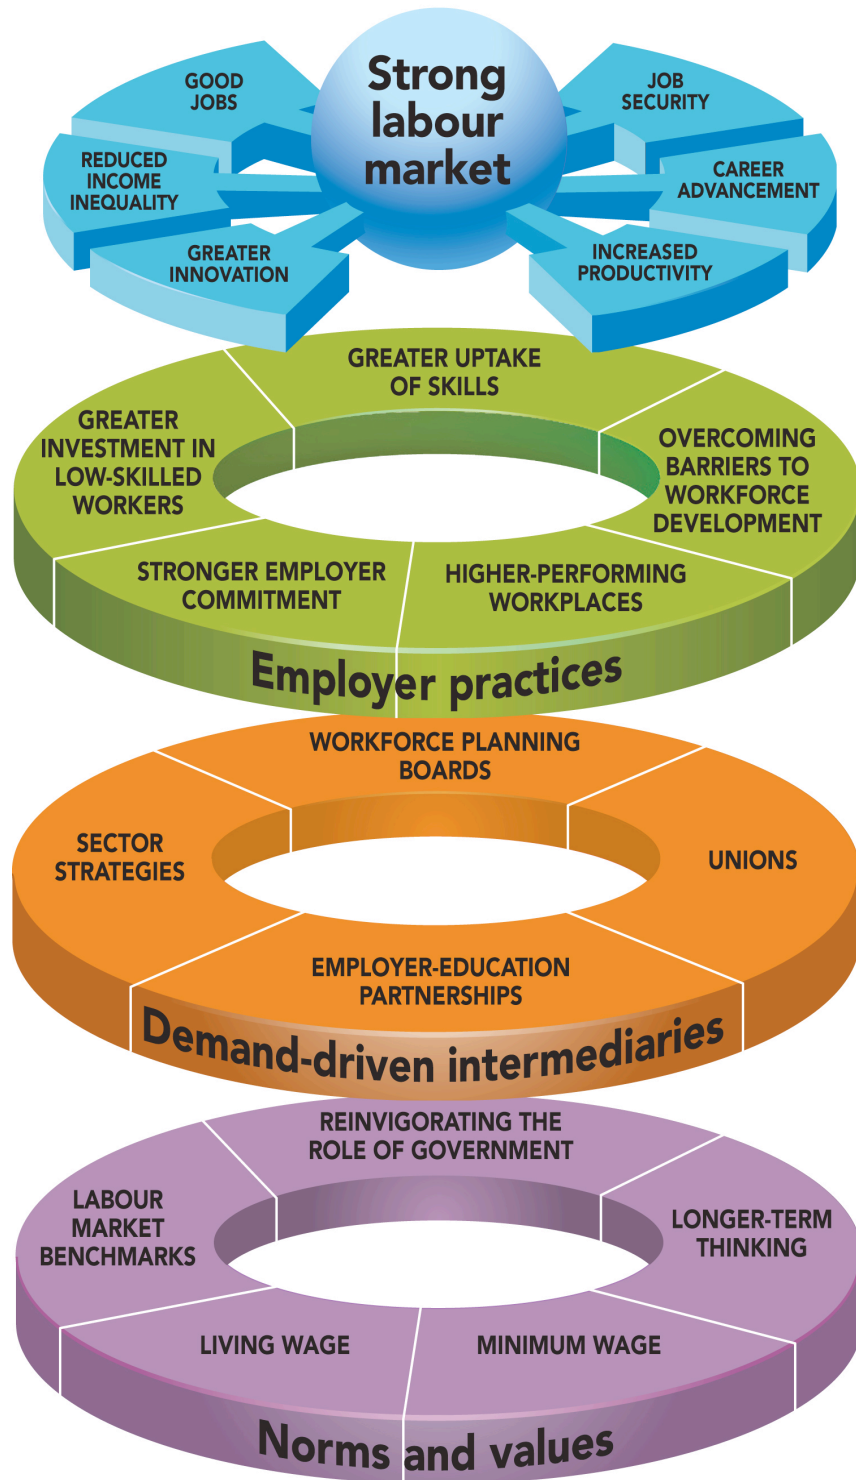 Strong
labour
market
GOOD
JOBS
JOB
SECURITY
REDUCED
INCOME
INEQUALITY
CAREER
ADVANCEMENT
GREATER
INNOVATION
INCREASED
PRODUCTIVITY
GREATER UPTAKE
OF SKILLS
GREATER
INVESTMENT IN
LOW-SKILLED
WORKERS
OVERCOMING
BARRIERS TO
WORKFORCE
DEVELOPMENT
STRONGER EMPLOYER
COMMITMENT
HIGHER-PERFORMING
WORKPLACES
Employer practices
WORKFORCE PLANNING
BOARDS
SECTOR
STRATEGIES
UNIONS
EMPLOYER-EDUCATION
PARTNERSHIPS
Demand-driven intermediaries
REINVIGORATING THE
ROLE OF GOVERNMENT
LABOUR
MARKET
BENCHMARKS
LONGER-TERM
THINKING
LIVING WAGE
MINIMUM WAGE
Norms and values